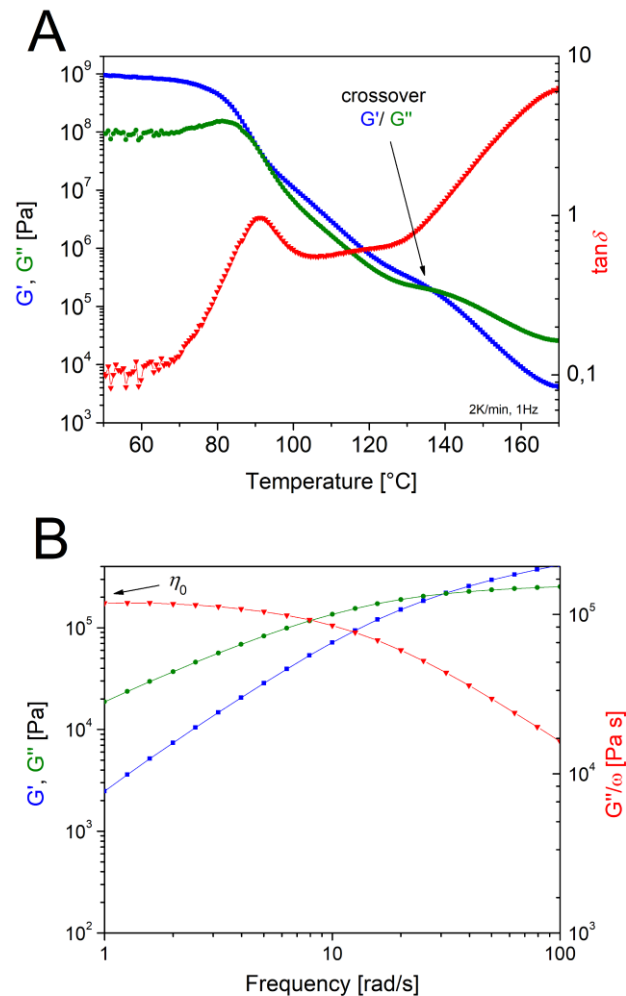 A
10⁹
10⁸
10⁷
10⁶
10⁵
10⁴
10³
G', G'' [Pa]
crossover
G'/ G''
10
1
0,1
tanδ
2K/min, 1Hz
60 80 100 120 140 160
Temperature [°C]
B
η₀
10⁵
10⁴
10³
10²
G', G'' [Pa]
10⁵
10⁴
10³
G''/ω [Pa s]
1 10 100
Frequency [rad/s]